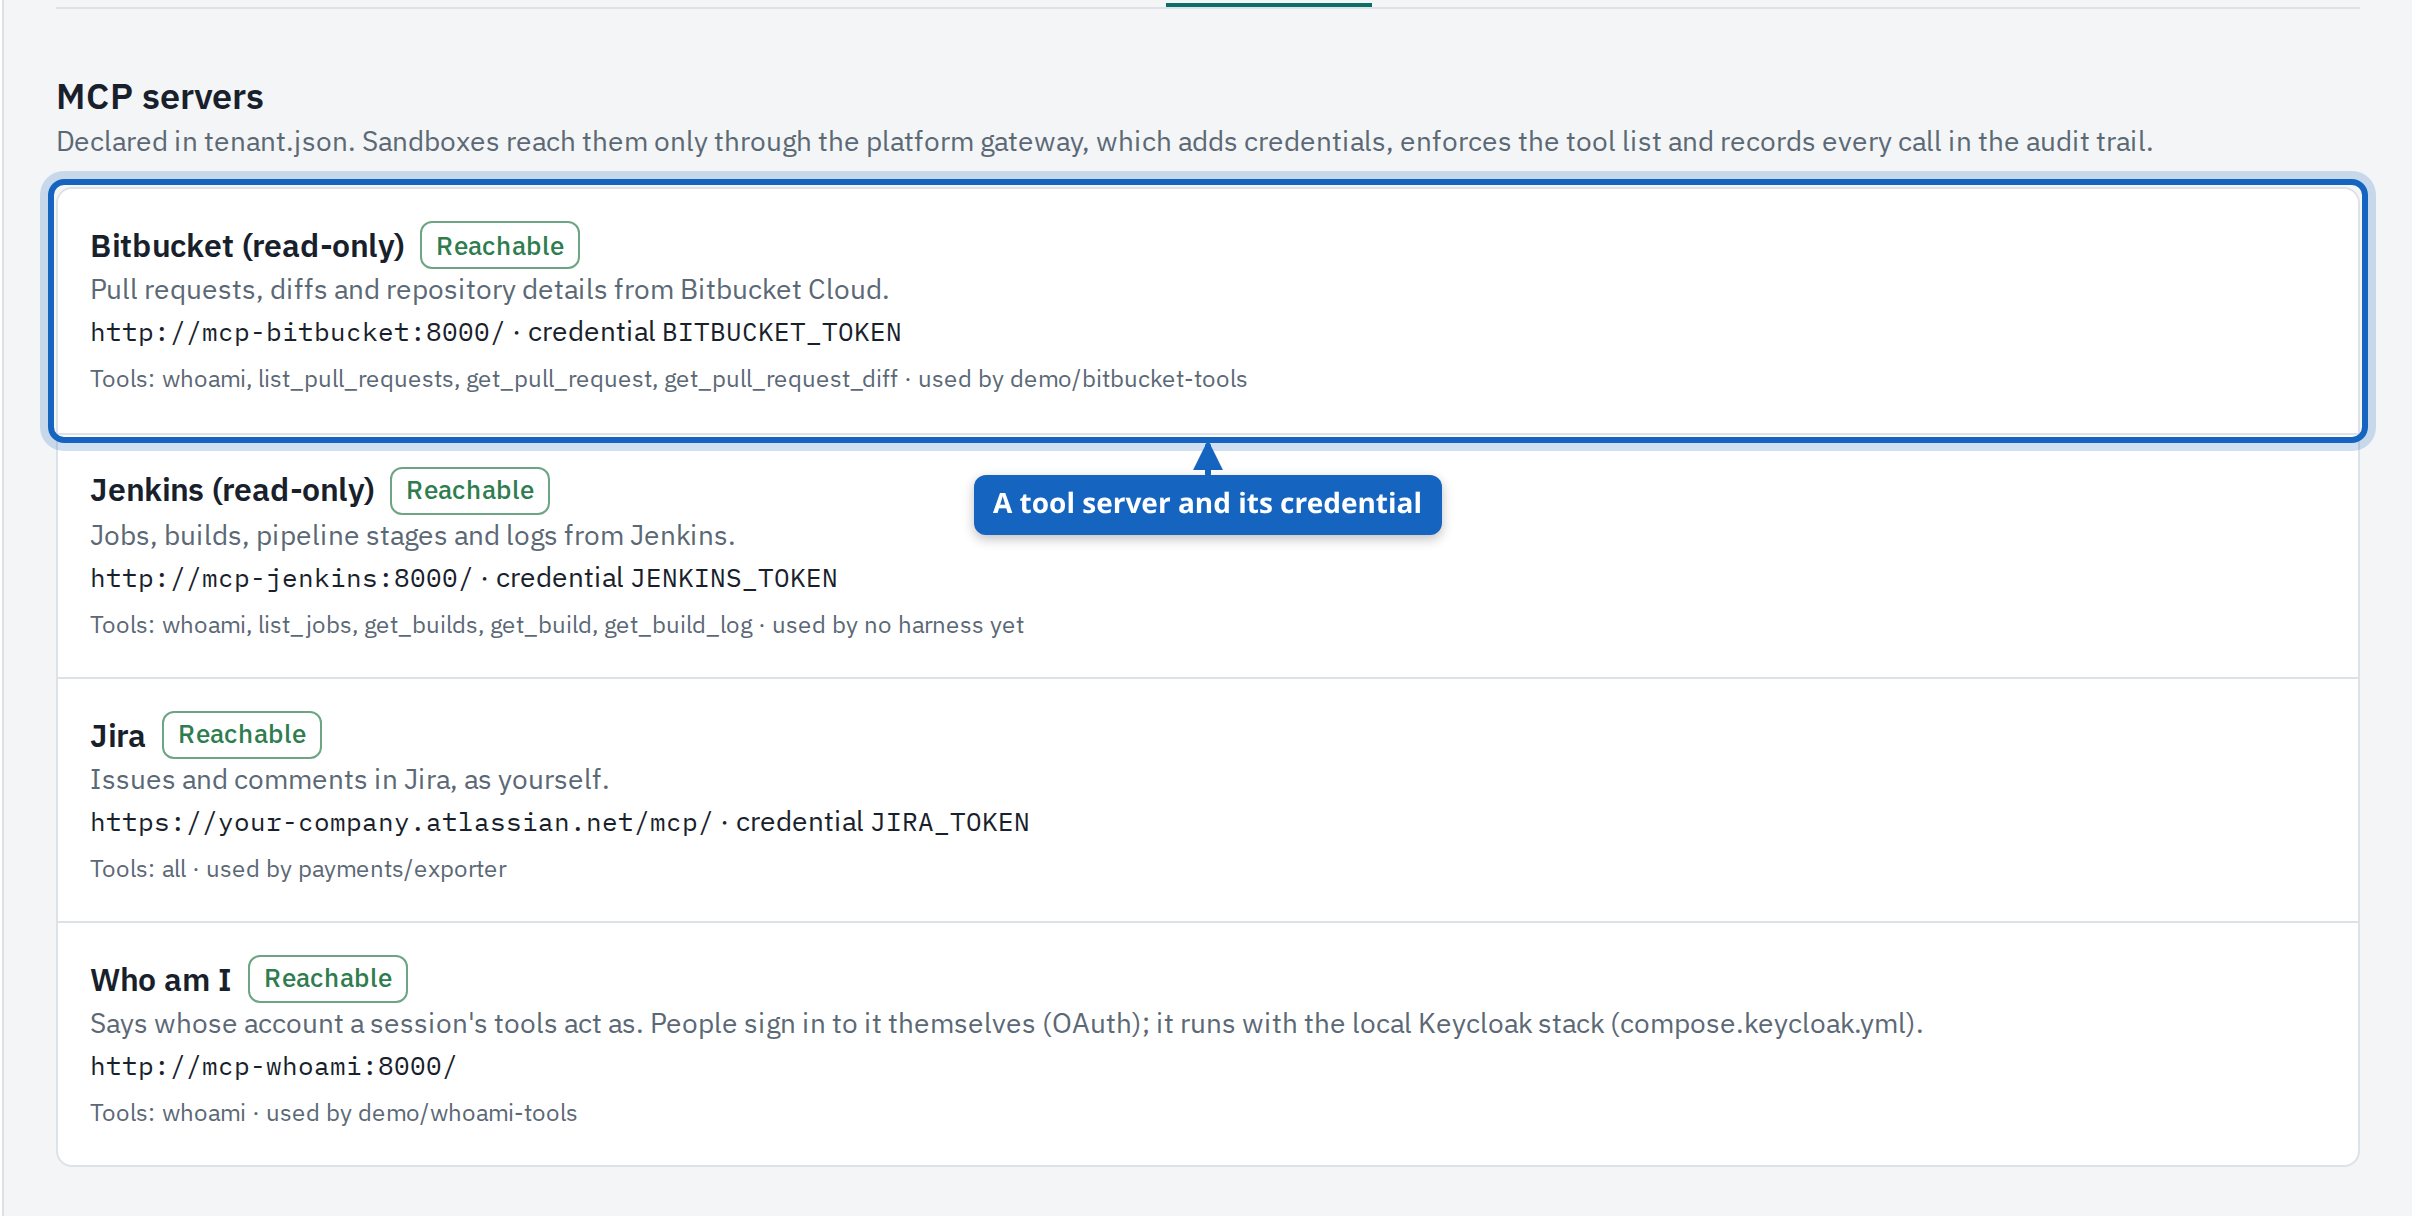 MCP servers
Declared in tenant.json. Sandboxes reach them only through the platform gateway, which adds credentials, enforces the tool list and records every call in the audit trail.
Bitbucket (read-only) Reachable
Pull requests, diffs and repository details from Bitbucket Cloud.
http://mcp-bitbucket:8000/ · credential BITBUCKET_TOKEN
Tools: whoami, list_pull_requests, get_pull_request, get_pull_request_diff · used by demo/bitbucket-tools
Jenkins (read-only) Reachable
A tool server and its credential
Jobs, builds, pipeline stages and logs from Jenkins.
http://mcp-jenkins:8000/ · credential JENKINS_TOKEN
Tools: whoami, list_jobs, get_builds, get_build, get_build_log · used by no harness yet
Jira Reachable
Issues and comments in Jira, as yourself.
https://your-company.atlassian.net/mcp/ · credential JIRA_TOKEN
Tools: all · used by payments/exporter
Who am I Reachable
Says whose account a session's tools act as. People sign in to it themselves (OAuth); it runs with the local Keycloak stack (compose.keycloak.yml).
http://mcp-whoami:8000/
Tools: whoami · used by demo/whoami-tools